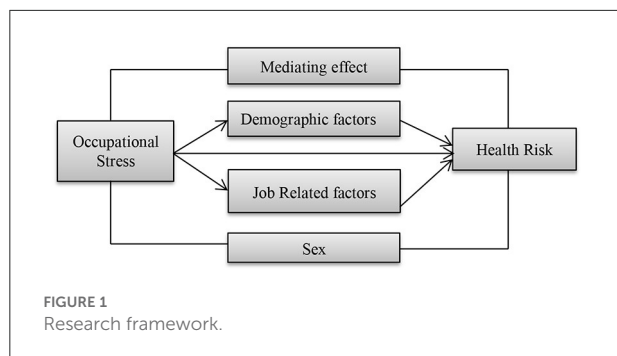 Mediating effect
Demographic factors
Occupational
Stress
Health Risk
Job Related factors
Sex
FIGURE 1
Research framework.